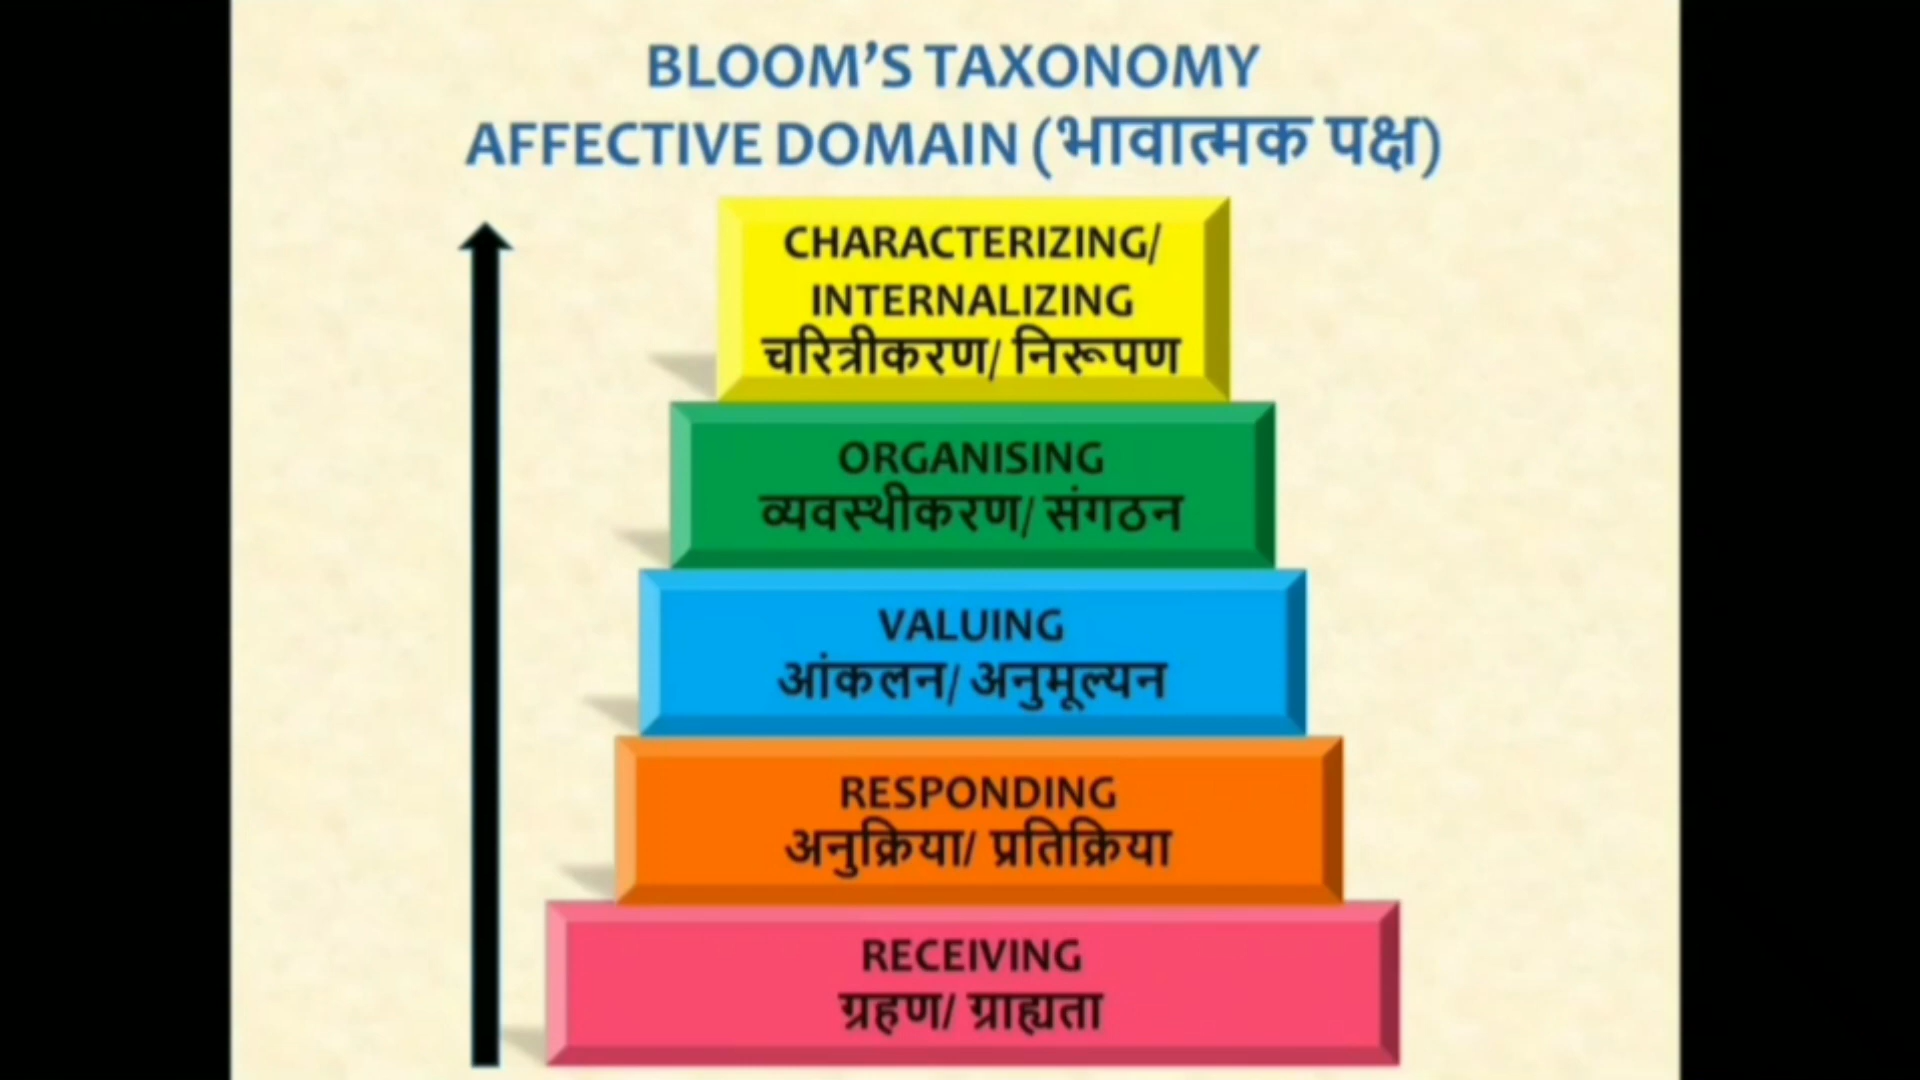 BLOOM'S TAXONOMY
AFFECTIVE DOMAIN (भावात्मक पक्ष)
CHARACTERIZING/
INTERNALIZING
चरित्रीकरण/ निरूपण
ORGANISING
व्यवस्थीकरण/ संगठन
VALUING
आंकलन/ अनुमूल्यन
RESPONDING
अनुक्रिया/ प्रतिक्रिया
RECEIVING
ग्रहण/ ग्राह्यता